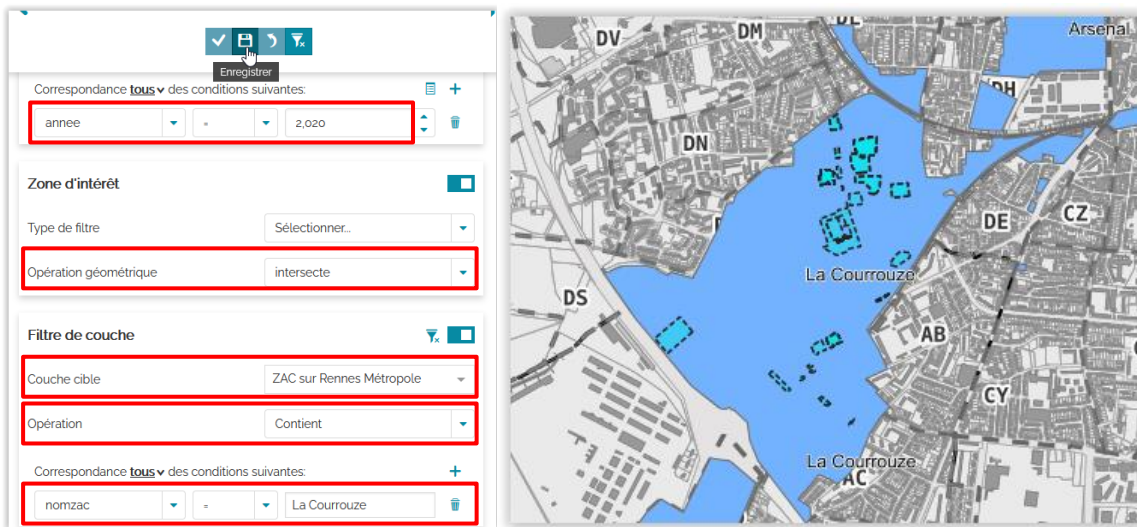 Enregistrer
Correspondance tous des conditions suivantes:
annee = 2,020
Zone d'intérêt
Type de filtre Sélectionner...
Opération géométrique intersecte
Filtre de couche
Couche cible ZAC sur Rennes Métropole
Opération Contient
Correspondance tous des conditions suivantes:
nomzac = La Courrouze
DV
DM
Arsenal
DH
DN
DE
CZ
La Courrouze
DS
AB
CY
La Courrouze
AC